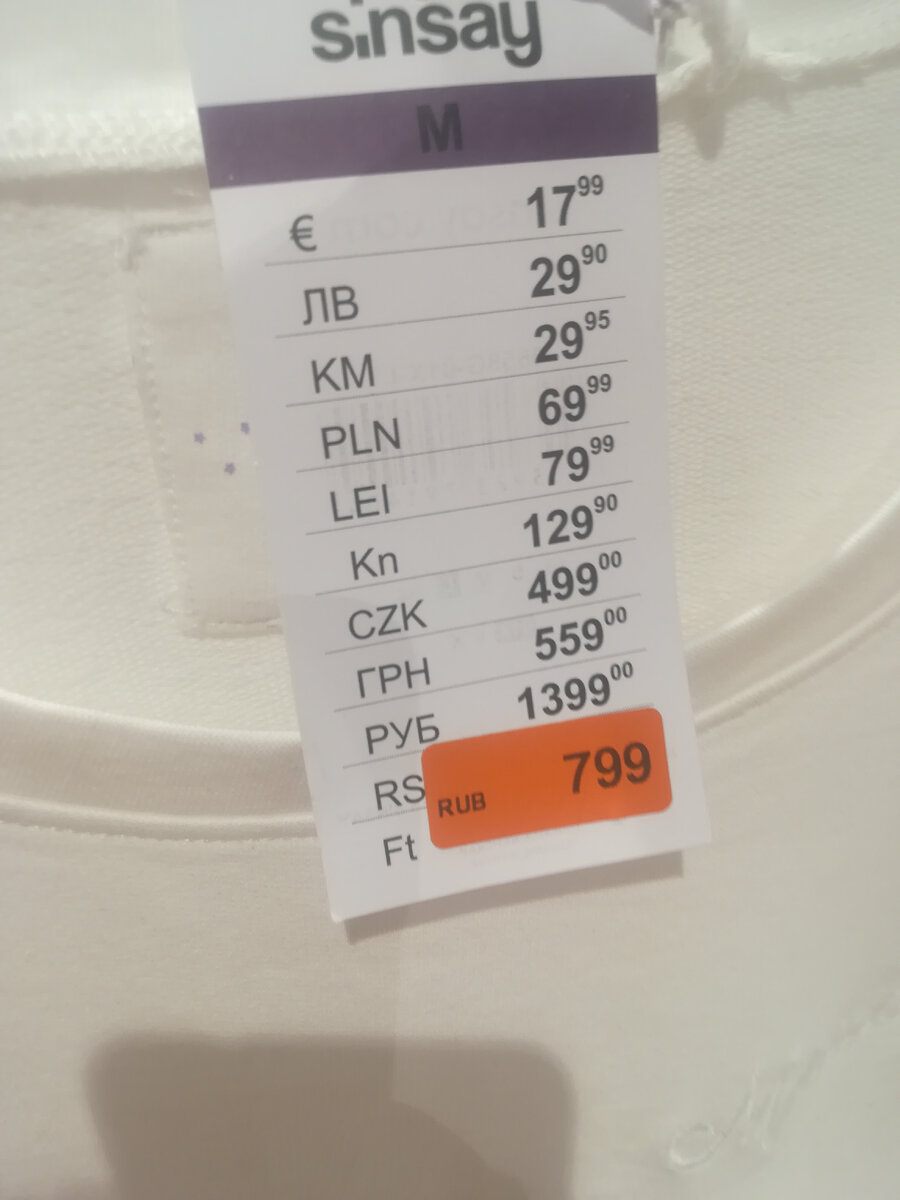 sinsay
M
€ 17⁹⁹
ЛВ 29⁹⁰
KM 29⁹⁵
PLN 69⁹⁹
LEI 79⁹⁹
Kn 129⁹⁰
CZK 499⁰⁰
ГРН 559⁰⁰
РУБ 1399⁰⁰
RS
RUB 799
Ft